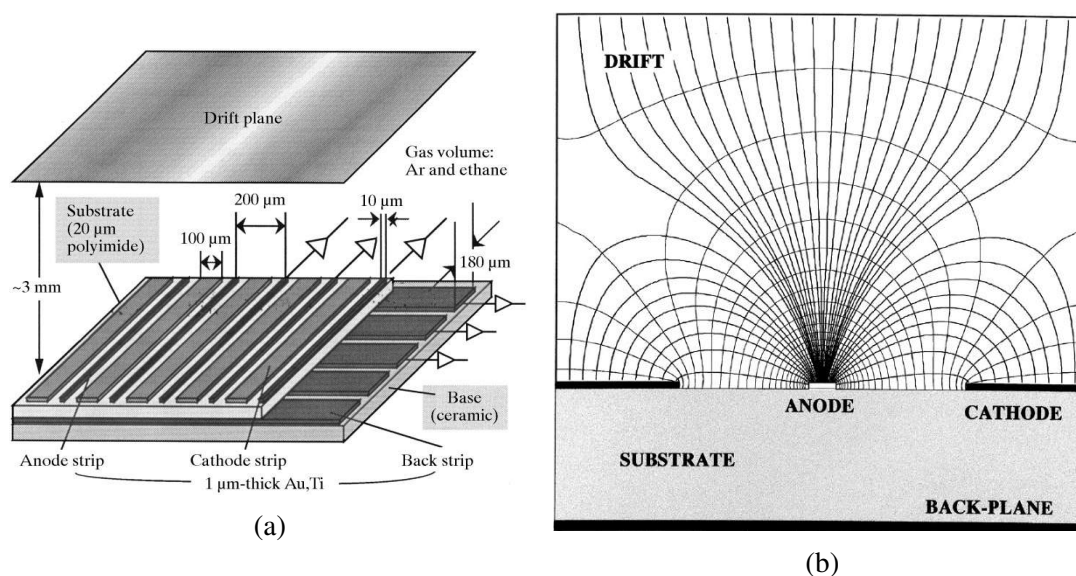 Drift plane
Gas volume:
Ar and ethane
200 µm
10 µm
Substrate
(20 µm
polyimide)
100 µm
180 µm
~3 mm
Base
(ceramic)
Anode strip
Cathode strip
Back strip
1 µm-thick Au,Ti
(a)
DRIFT
ANODE
CATHODE
SUBSTRATE
BACK-PLANE
(b)